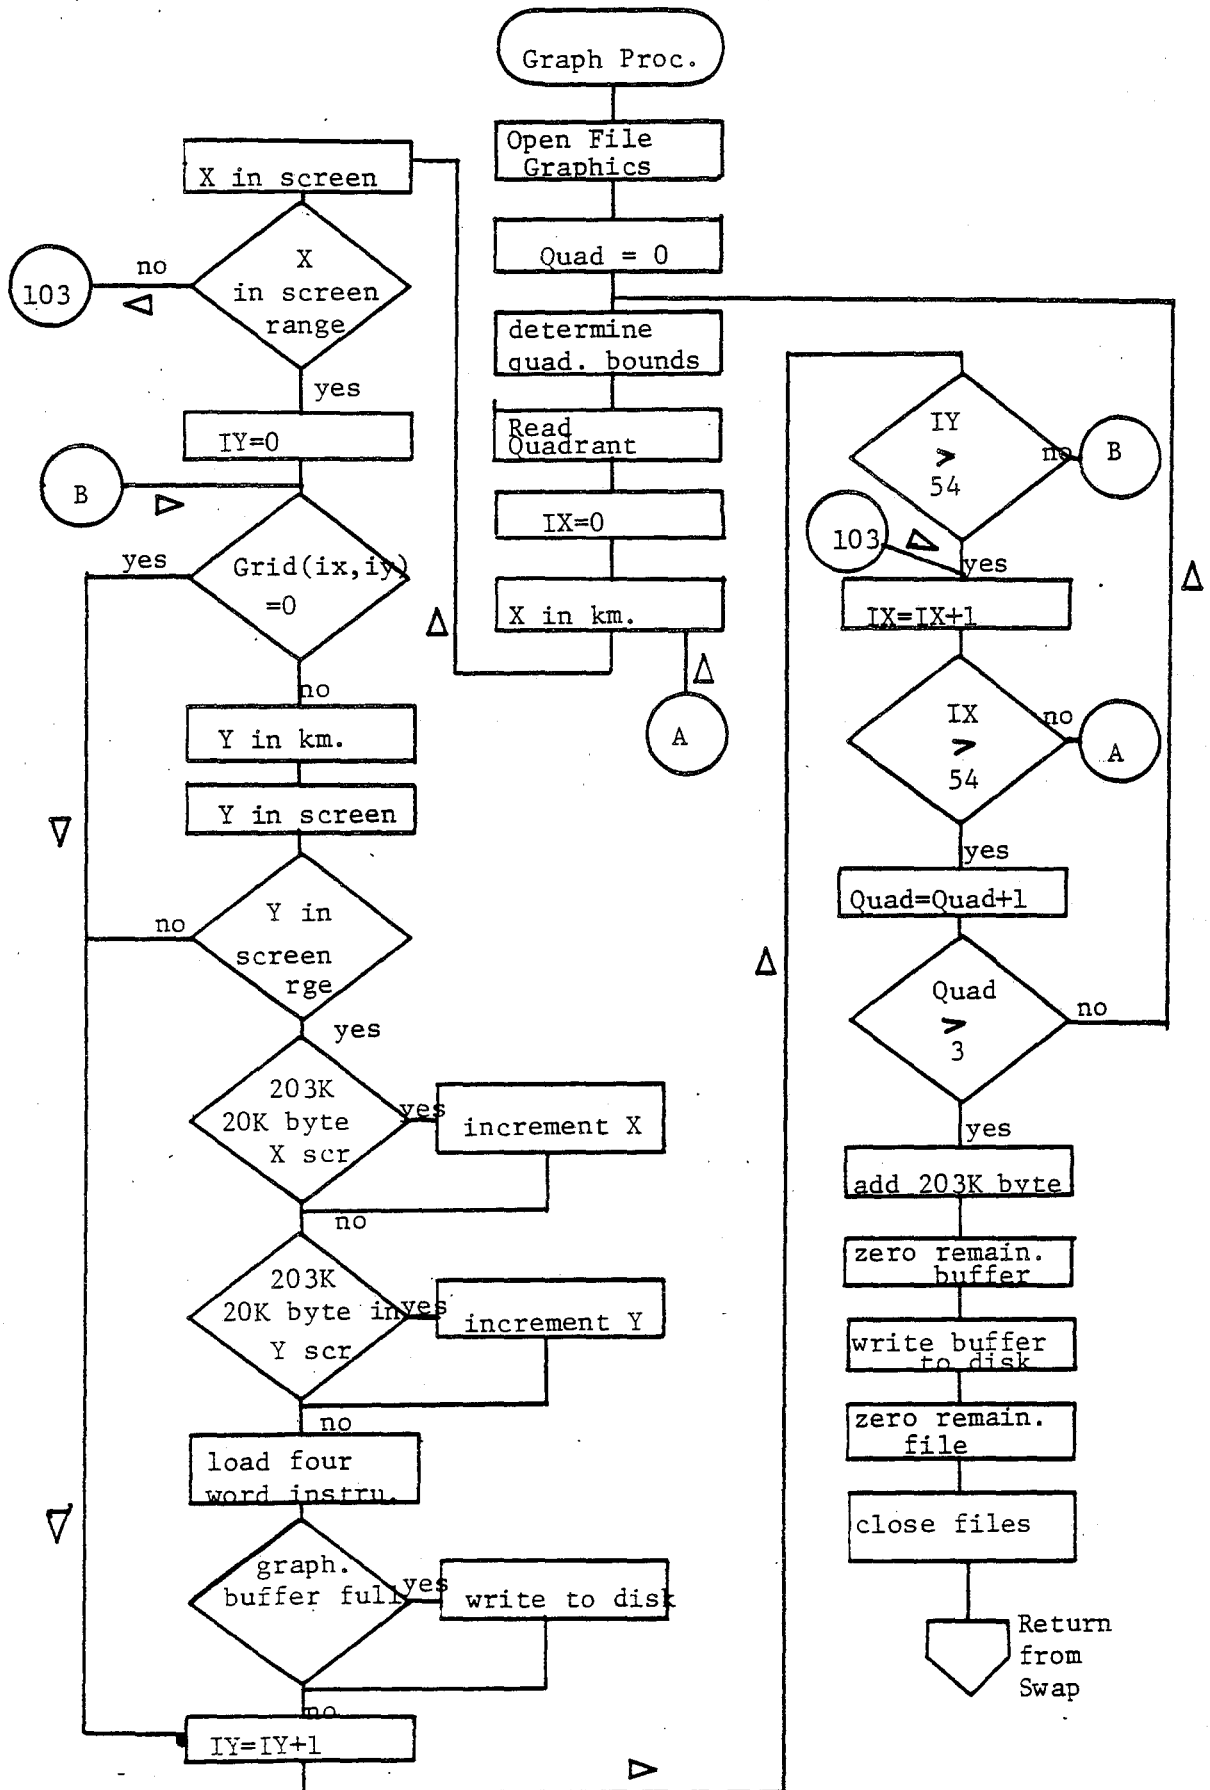 Graph Proc.
Open File
Graphics
Quad = 0
determine
quad. bounds
Read
Quadrant
IX=0
X in km.
A
X in screen
X
in screen
range
no
103
yes
IY=0
B
Grid(ix,iy)
=0
yes
no
Y in km.
Y in screen
Y in
screen
rge
no
yes
203K
20K byte
X scr
yes
increment X
no
203K
20K byte in
Y scr
yes
increment Y
no
load four
word instru.
graph.
buffer full
yes
write to disk
no
IY=IY+1
IY
>
54
no
B
103
yes
IX=IX+1
IX
>
54
no
A
yes
Quad=Quad+1
Quad
>
3
no
yes
add 203K byte
zero remain.
buffer
write buffer
to disk
zero remain.
file
close files
Return
from
Swap